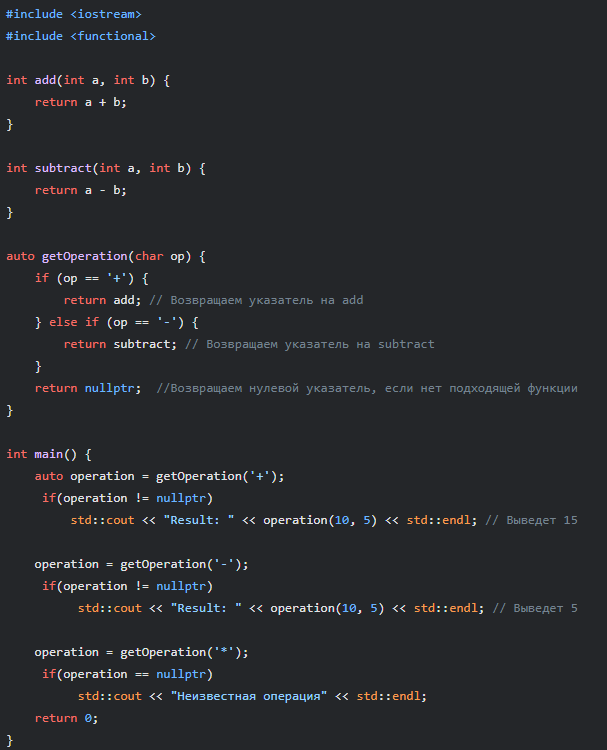 #include <iostream>
#include <functional>

int add(int a, int b) {
    return a + b;
}

int subtract(int a, int b) {
    return a - b;
}

auto getOperation(char op) {
    if (op == '+') {
        return add; // Возвращаем указатель на add
    } else if (op == '-') {
        return subtract; // Возвращаем указатель на subtract
    }
    return nullptr;  //Возвращаем нулевой указатель, если нет подходящей функции
}

int main() {
    auto operation = getOperation('+');
     if(operation != nullptr)
         std::cout << "Result: " << operation(10, 5) << std::endl; // Выведет 15

    operation = getOperation('-');
     if(operation != nullptr)
          std::cout << "Result: " << operation(10, 5) << std::endl; // Выведет 5

    operation = getOperation('*');
     if(operation == nullptr)
          std::cout << "Неизвестная операция" << std::endl;
    return 0;
}